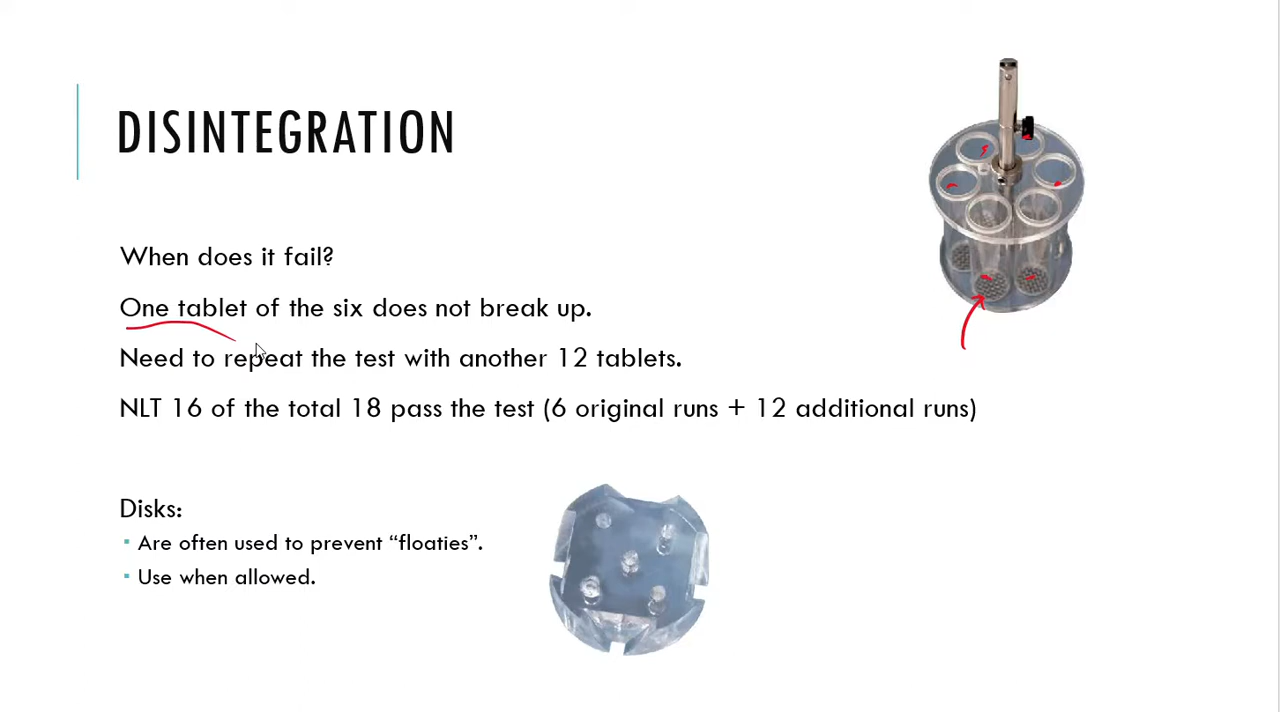 DISINTEGRATION
When does it fail?
One tablet of the six does not break up.
Need to repeat the test with another 12 tablets.
NLT 16 of the total 18 pass the test (6 original runs + 12 additional runs)
Disks:
▪ Are often used to prevent “floaties”.
▪ Use when allowed.